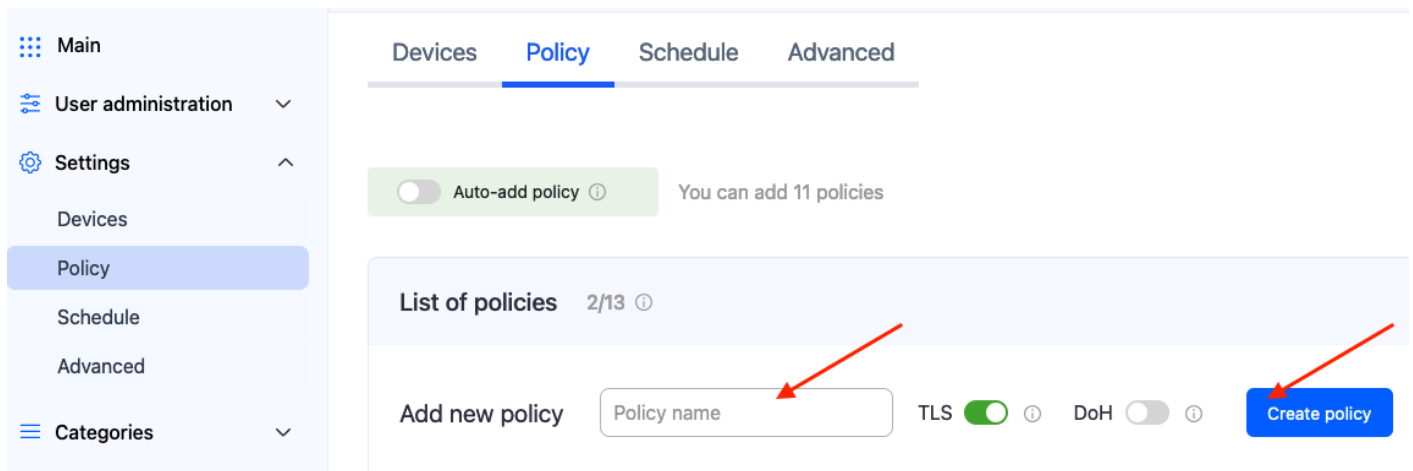 Main
User administration
Settings
Devices
Policy
Schedule
Advanced
Categories
Devices Policy Schedule Advanced
Auto-add policy You can add 11 policies
List of policies 2/13
Add new policy Policy name TLS DoH Create policy